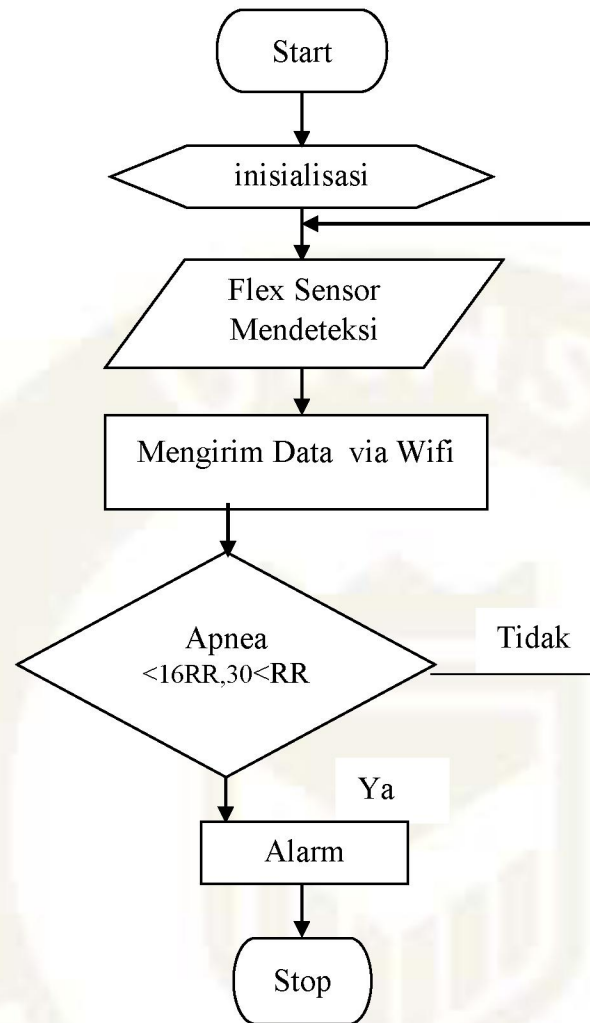 Start
inisialisasi
Flex Sensor
Mendeteksi
Mengirim Data via Wifi
Apnea
<16RR,30<RR
Tidak
Ya
Alarm
Stop